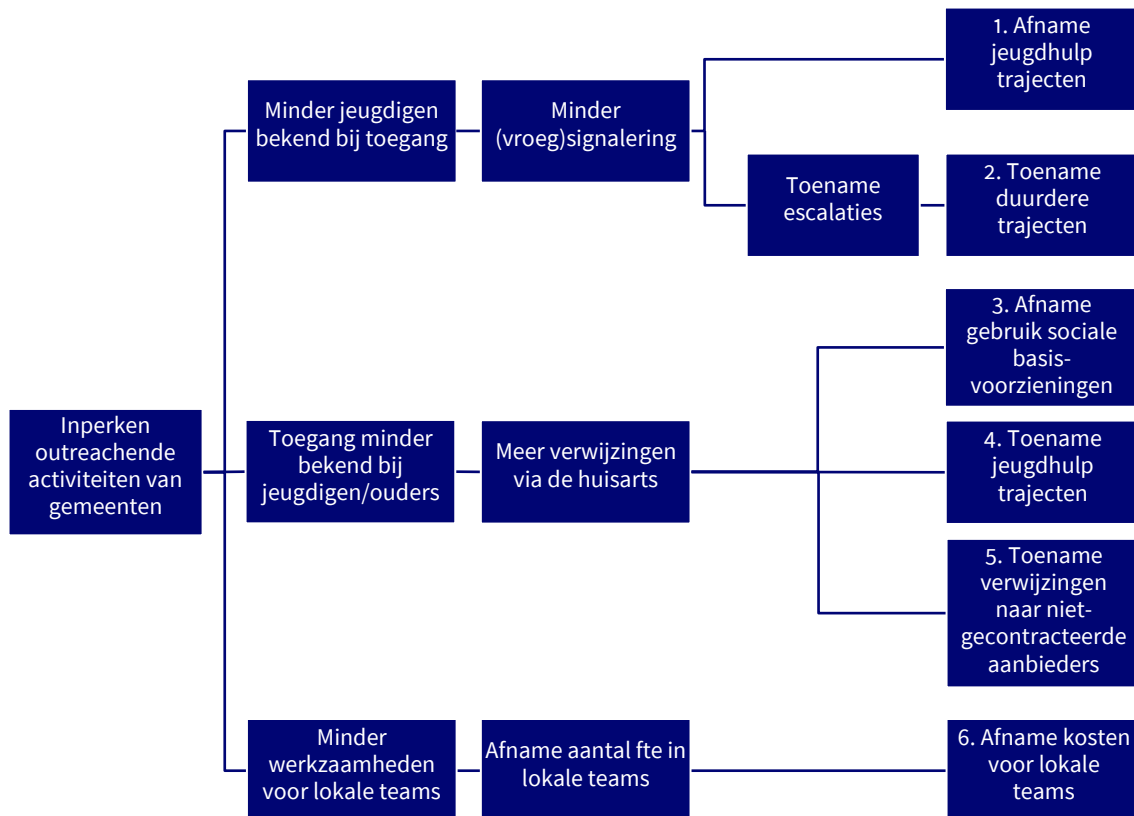 1. Afname
jeugdhulp
trajecten
Minder jeugdigen
bekend bij toegang
Minder
(vroeg)signalering
Toename
escalaties
2. Toename
duurdere
trajecten
3. Afname
gebruik sociale
basis-
voorzieningen
Inperken
outreachende
activiteiten van
gemeenten
Toegang minder
bekend bij
jeugdigen/ouders
Meer verwijzingen
via de huisarts
4. Toename
jeugdhulp
trajecten
5. Toename
verwijzingen
naar niet-
gecontracteerde
aanbieders
Minder
werkzaamheden
voor lokale teams
Afname aantal fte in
lokale teams
6. Afname kosten
voor lokale
teams